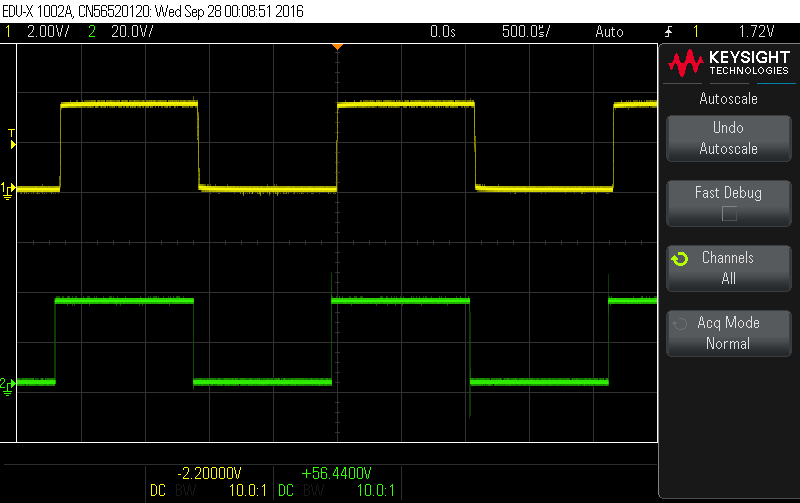 EDU-X 1002A, CN56520120: Wed Sep 28 00:08:51 2016
1 2.00V/ 2 20.0V/ 0.0s 500.0㎲/ Auto 1 1.72V
KEYSIGHT
TECHNOLOGIES
Autoscale
Undo
Autoscale
T
1
Fast Debug
Channels
All
Acq Mode
Normal
2
-2.20000V +56.4400V
DC BW 10.0:1 DC BW 10.0:1